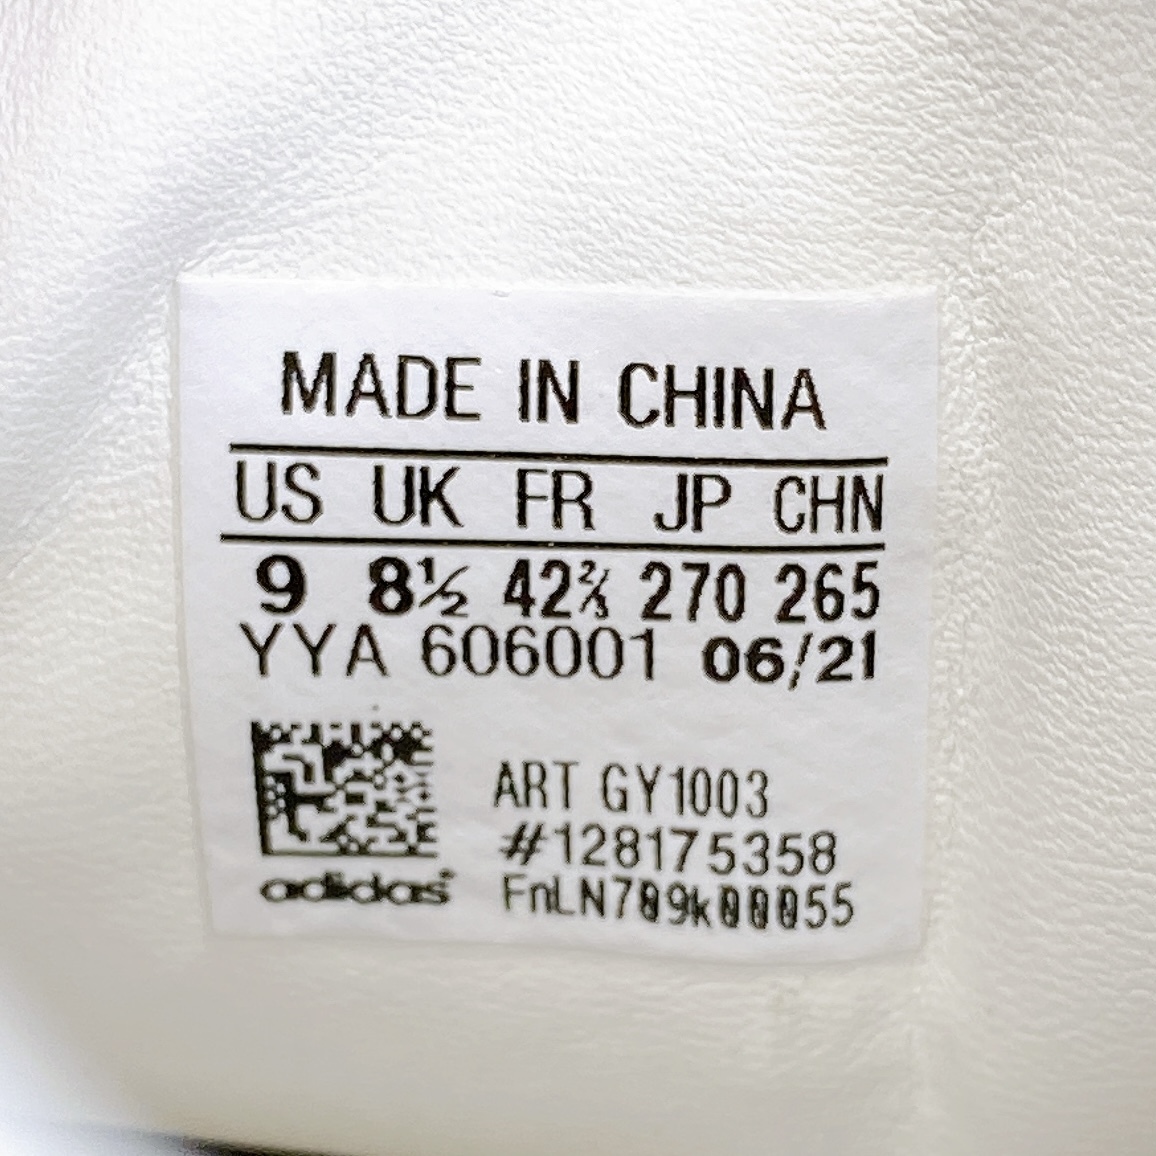 MADE IN CHINA
US UK FR JP CHN
9 8½ 42⅔ 270 265
YYA 606001 06/21
ART GY1003
#128175358
FnLN709k00055
adidas